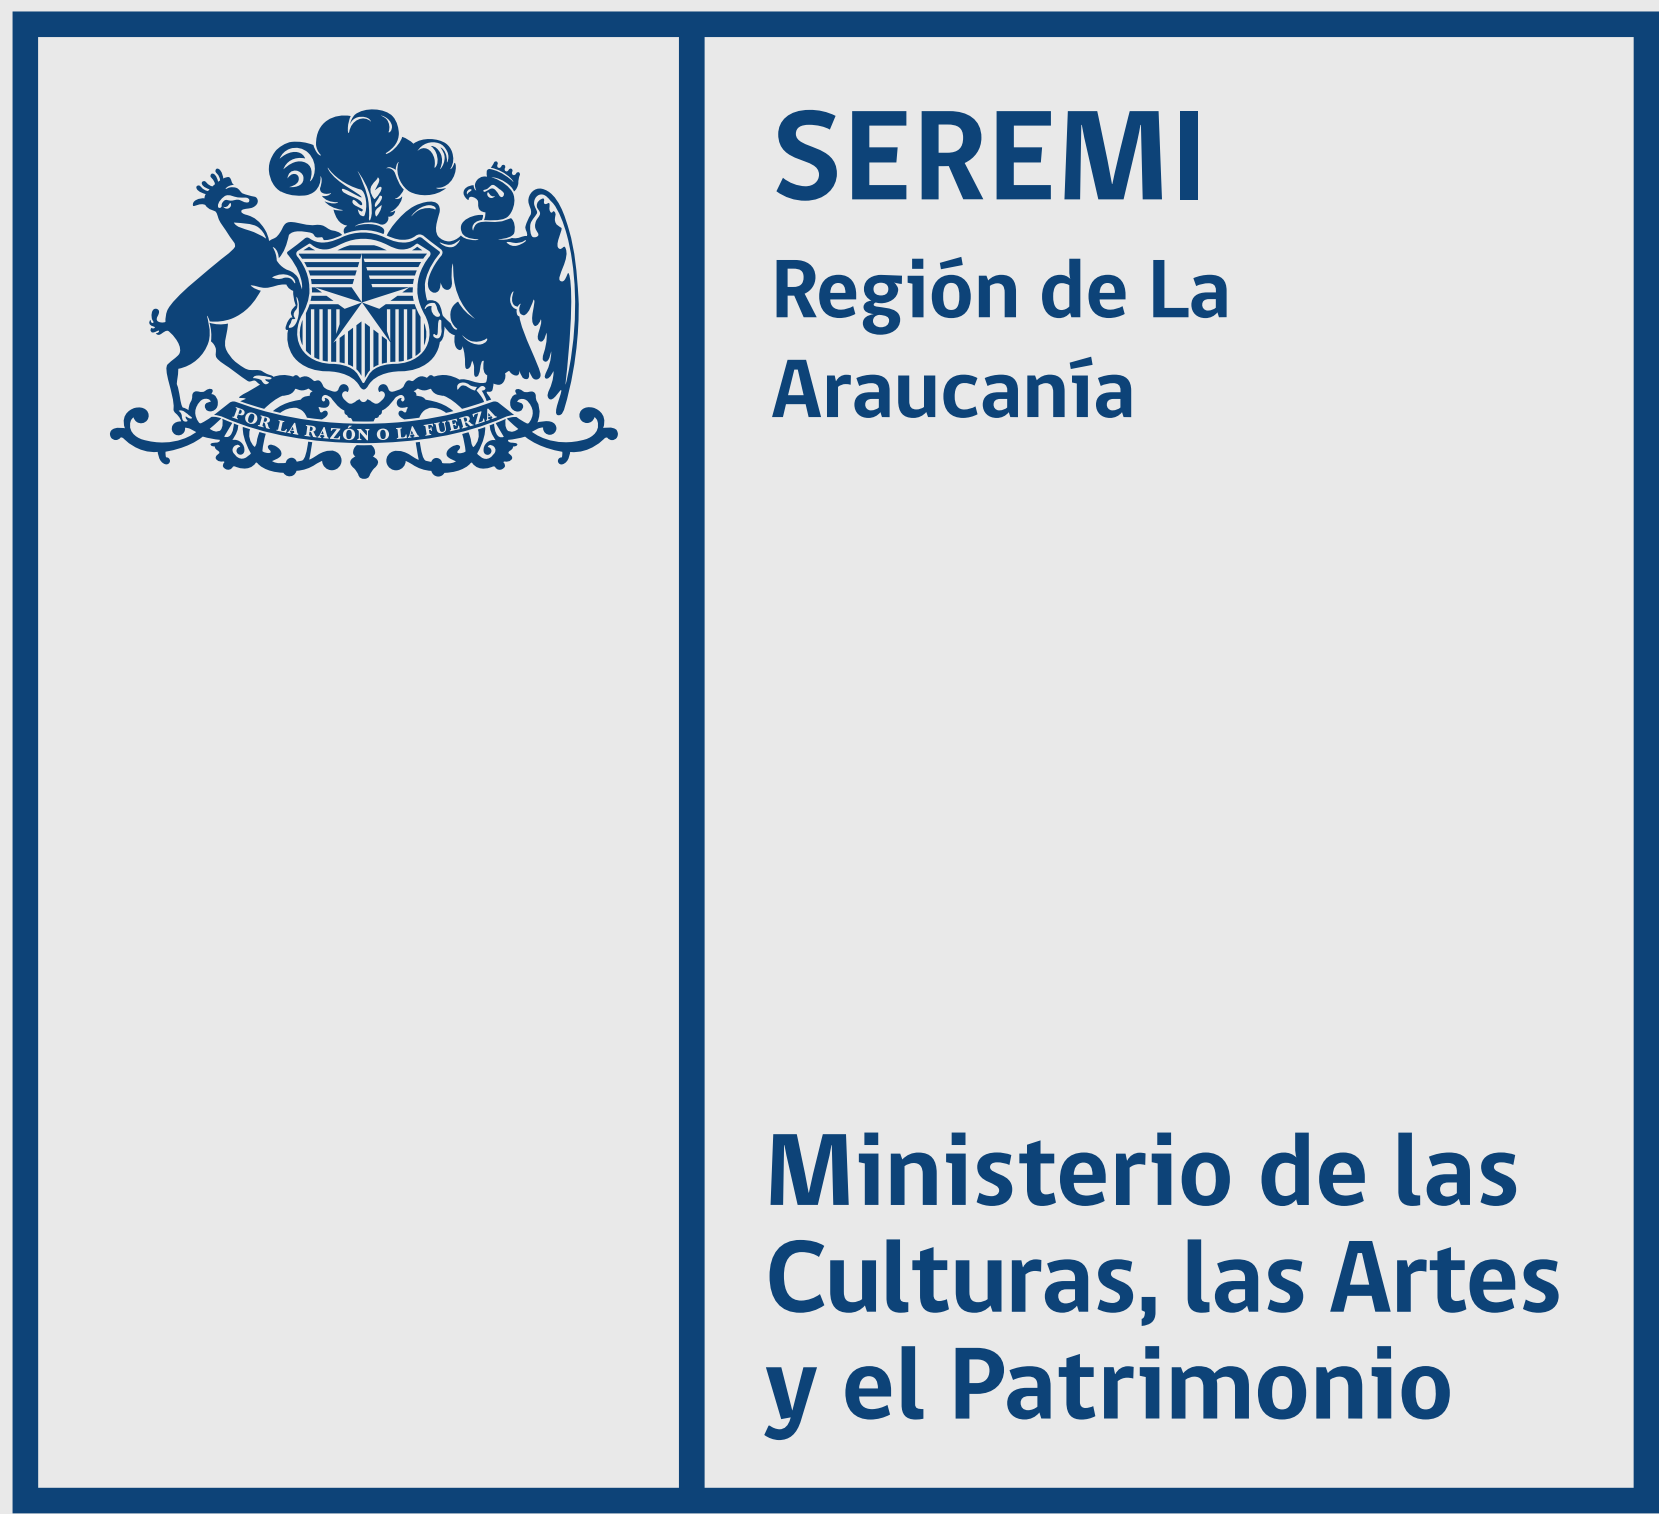 POR LA RAZÓN O LA FUERZA
SEREMI
Región de La
Araucanía
Ministerio de las
Culturas, las Artes
y el Patrimonio